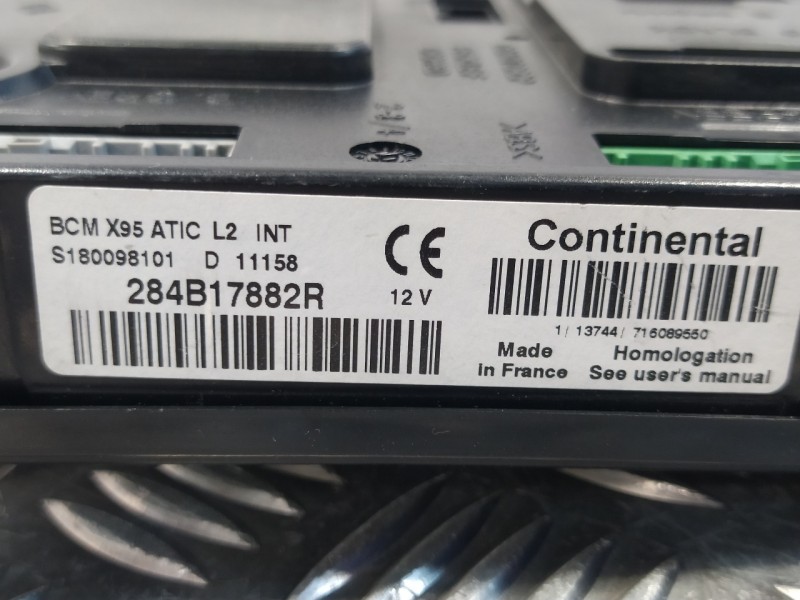 BCM X95 ATIC L2 INT
S180098101 D 11158
284B17882R
12 V
CE
Continental
1/ 13744/ 716089550
Made
in France
Homologation
See user's manual